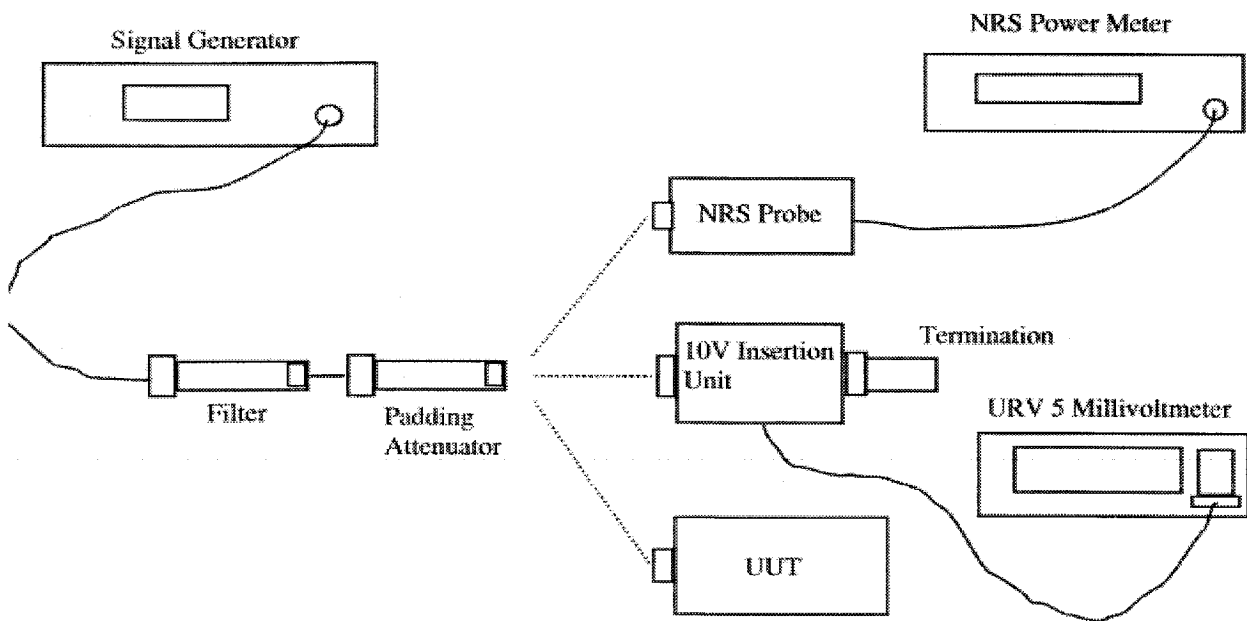 Signal Generator
NRS Power Meter
NRS Probe
10V Insertion
Unit
Termination
URV 5 Millivoltmeter
Filter
Padding
Attenuator
UUT